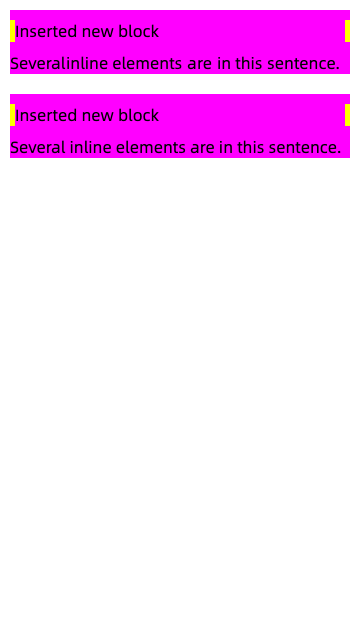 Inserted new block
Severalinline elements are in this sentence.
Inserted new block
Several inline elements are in this sentence.